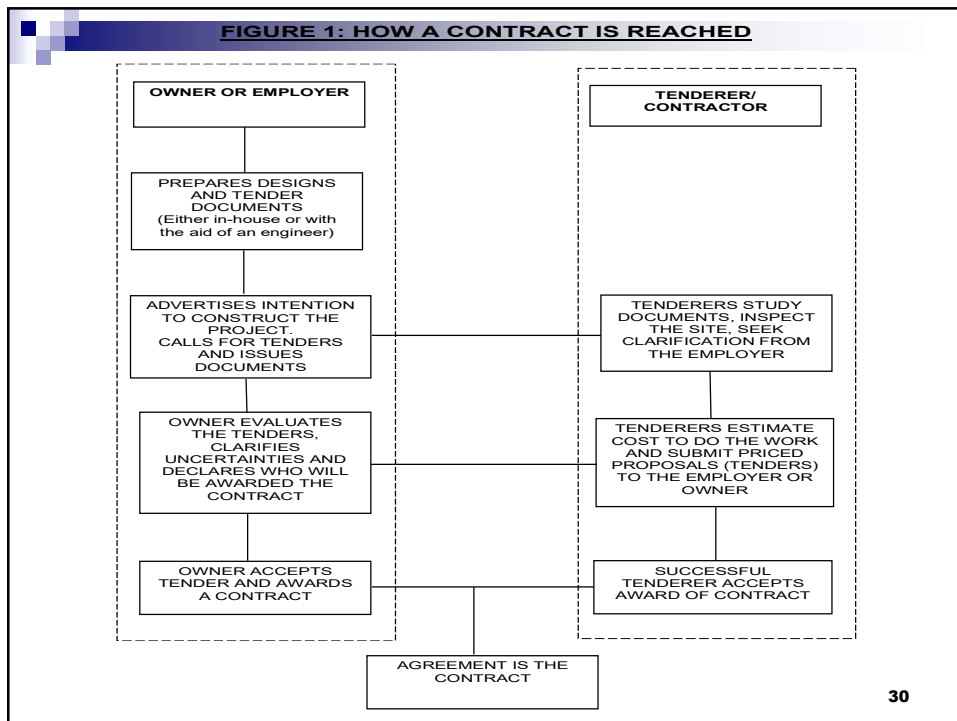 FIGURE 1: HOW A CONTRACT IS REACHED
OWNER OR EMPLOYER
TENDERER/
CONTRACTOR
PREPARES DESIGNS
AND TENDER
DOCUMENTS
(Either in-house or with
the aid of an engineer)
ADVERTISES INTENTION
TO CONSTRUCT THE
PROJECT.
CALLS FOR TENDERS
AND ISSUES
DOCUMENTS
TENDERERS STUDY
DOCUMENTS, INSPECT
THE SITE, SEEK
CLARIFICATION FROM
THE EMPLOYER
OWNER EVALUATES
THE TENDERS,
CLARIFIES
UNCERTAINTIES AND
DECLARES WHO WILL
BE AWARDED THE
CONTRACT
TENDERERS ESTIMATE
COST TO DO THE WORK
AND SUBMIT PRICED
PROPOSALS (TENDERS)
TO THE EMPLOYER OR
OWNER
OWNER ACCEPTS
TENDER AND AWARDS
A CONTRACT
SUCCESSFUL
TENDERER ACCEPTS
AWARD OF CONTRACT
AGREEMENT IS THE
CONTRACT
30